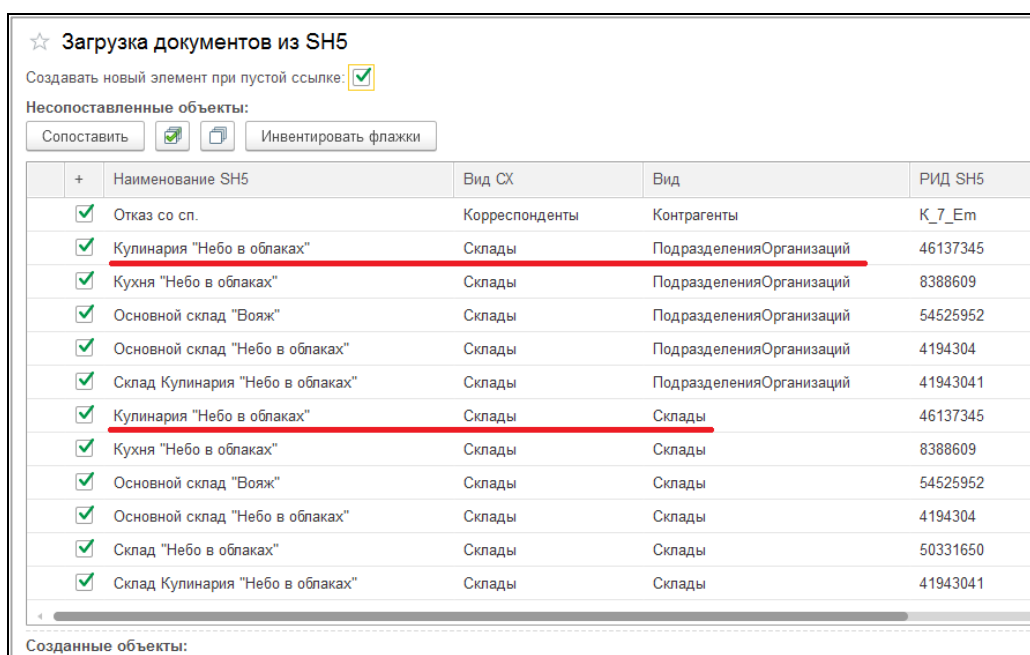 Загрузка документов из SH5
Создавать новый элемент при пустой ссылке:
Несопоставленные объекты:
Сопоставить Инвентировать флажки
+ Наименование SH5 Вид СХ Вид РИД SH5
Отказ со сп. Корреспонденты Контрагенты K_7_Em
Кулинария "Небо в облаках" Склады ПодразделенияОрганизаций 46137345
Кухня "Небо в облаках" Склады ПодразделенияОрганизаций 8388609
Основной склад "Вояж" Склады ПодразделенияОрганизаций 54525952
Основной склад "Небо в облаках" Склады ПодразделенияОрганизаций 4194304
Склад Кулинария "Небо в облаках" Склады ПодразделенияОрганизаций 41943041
Кулинария "Небо в облаках" Склады Склады 46137345
Кухня "Небо в облаках" Склады Склады 8388609
Основной склад "Вояж" Склады Склады 54525952
Основной склад "Небо в облаках" Склады Склады 4194304
Склад "Небо в облаках" Склады Склады 50331650
Склад Кулинария "Небо в облаках" Склады Склады 41943041
Созданные объекты: